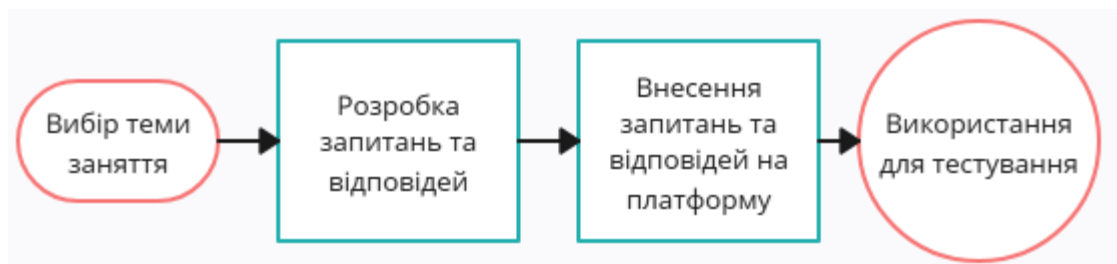 Вибір теми
заняття
Розробка
запитань та
відповідей
Внесення
запитань та
відповідей на
платформу
Використання
для тестування